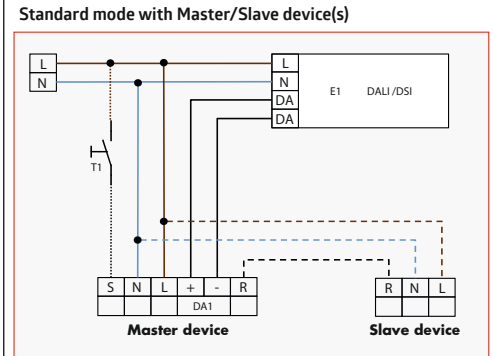 Standard mode with Master/Slave device(s)
L
N
L
N
DA
DA
E1 DALI /DSI
T1
S N L + - R
DA1
R N L
Master device
Slave device